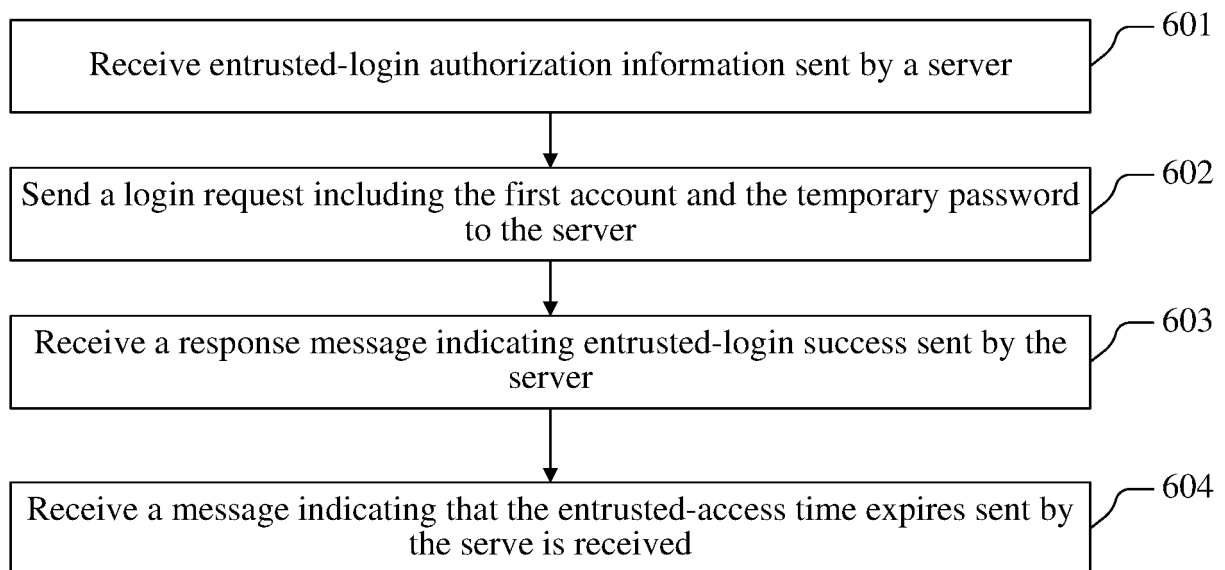 601
Receive entrusted-login authorization information sent by a server
602
Send a login request including the first account and the temporary password
to the server
603
Receive a response message indicating entrusted-login success sent by the
server
604
Receive a message indicating that the entrusted-access time expires sent by
the serve is received